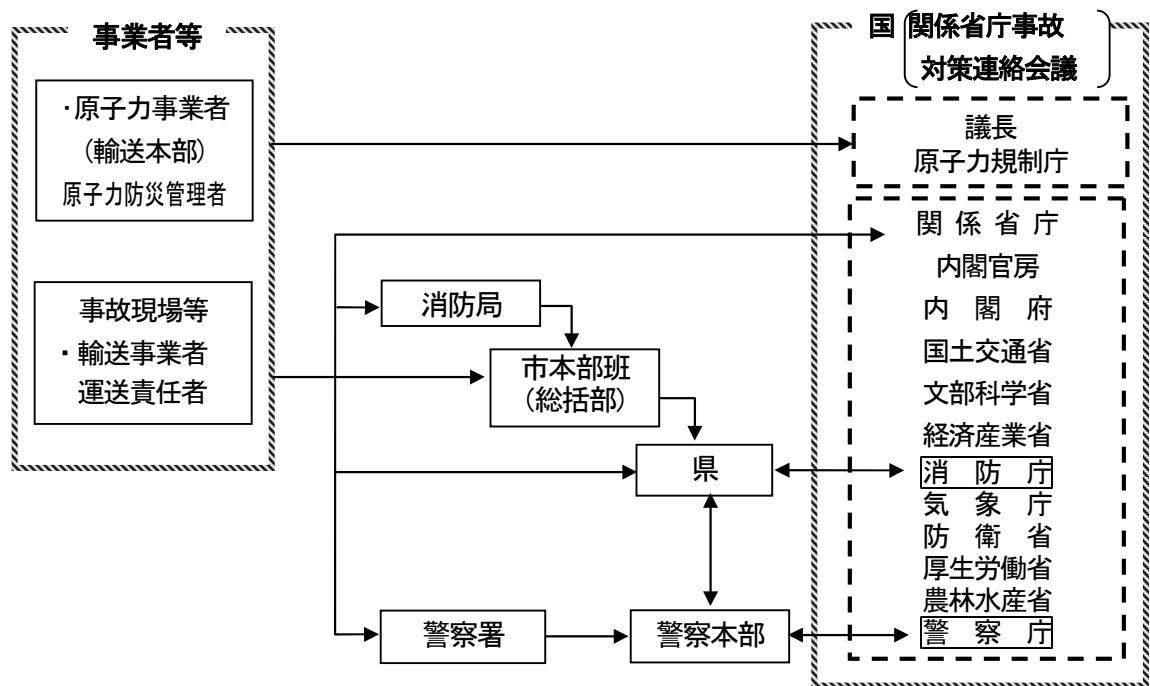 事業者等
・原子力事業者
（輸送本部）
原子力防災管理者
事故現場等
・輸送事業者
運送責任者
消防局
市本部班
（総括部）
県
警察署
警察本部
国 関係省庁事故
対策連絡会議
議長
原子力規制庁
関係省庁
内閣官房
内閣府
国土交通省
文部科学省
経済産業省
消防庁
気象庁
防衛省
厚生労働省
農林水産省
警察庁